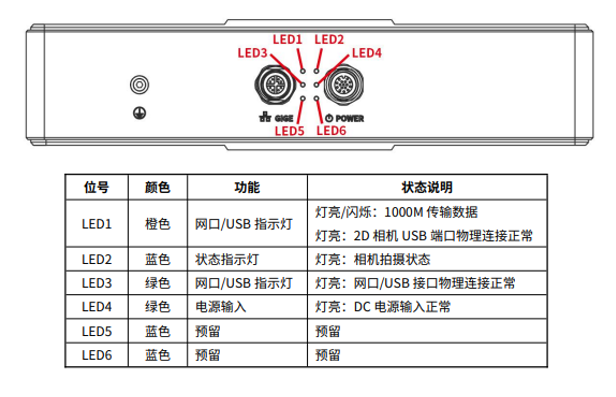 LED1 LED2
LED3 LED4
GIGE POWER
LED5 LED6
位号 颜色 功能 状态说明
LED1 橙色 网口/USB 指示灯 灯亮/闪烁：1000M 传输数据
灯亮：2D 相机 USB 端口物理连接正常
LED2 蓝色 状态指示灯 灯亮：相机拍摄状态
LED3 绿色 网口/USB 指示灯 灯亮：网口/USB 接口物理连接正常
LED4 绿色 电源输入 灯亮：DC 电源输入正常
LED5 蓝色 预留 预留
LED6 蓝色 预留 预留